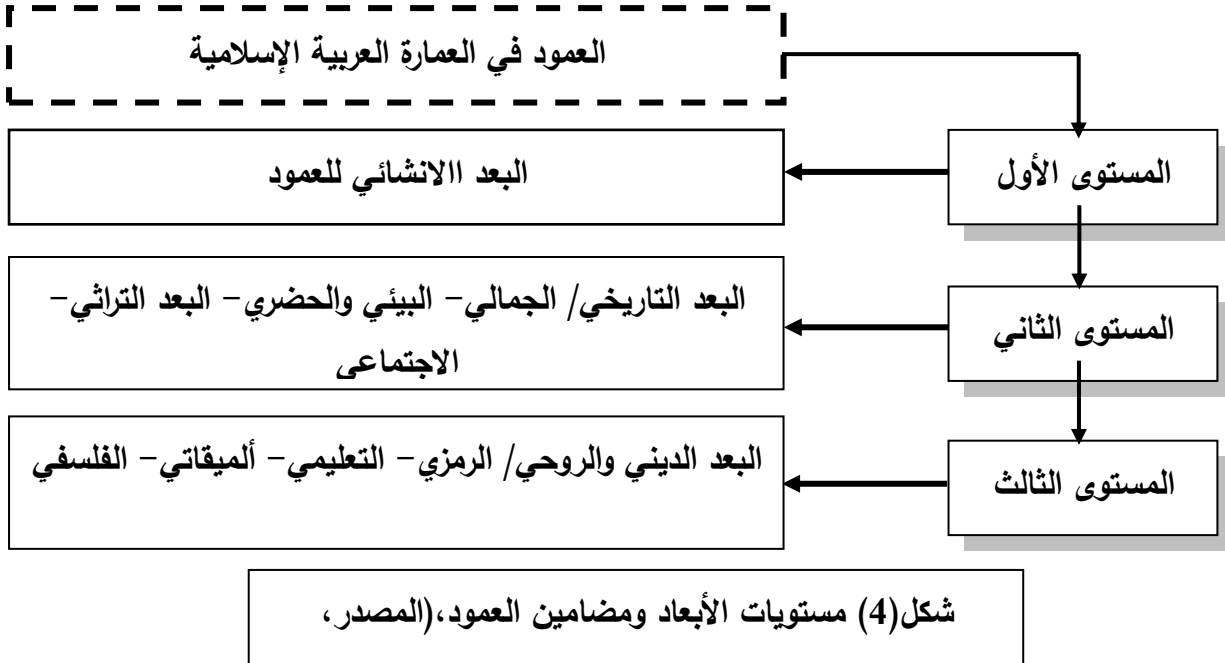 العمود في العمارة العربية الإسلامية
المستوى الأول
البعد االانشائي للعمود
المستوى الثاني
البعد التاريخي/ الجمالي- البيئي والحضري- البعد التراثي-
الاجتماعي
المستوى الثالث
البعد الديني والروحي/ الرمزي- التعليمي- ألميقاتي- الفلسفي
شكل(4) مستويات الأبعاد ومضامين العمود،(المصدر،